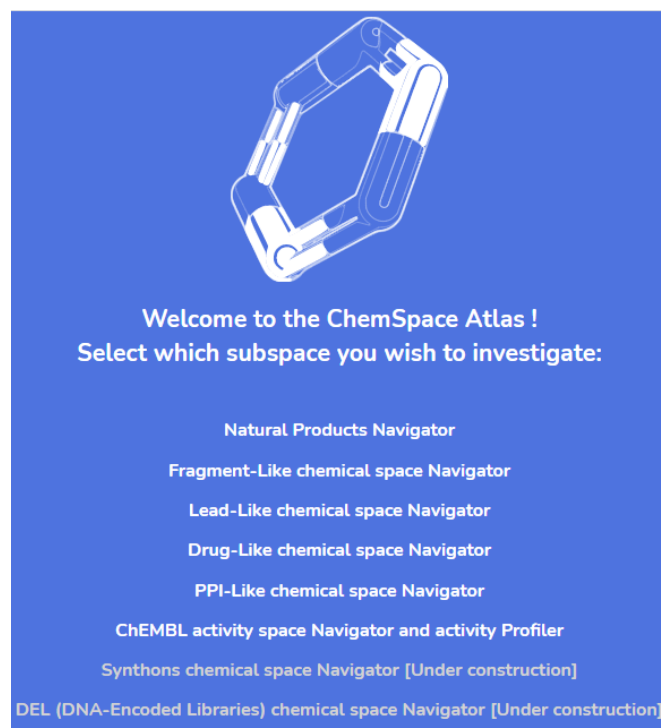 Welcome to the ChemSpace Atlas !
Select which subspace you wish to investigate:
Natural Products Navigator
Fragment-Like chemical space Navigator
Lead-Like chemical space Navigator
Drug-Like chemical space Navigator
PPI-Like chemical space Navigator
ChEMBL activity space Navigator and activity Profiler
Synthons chemical space Navigator [Under construction]
DEL (DNA-Encoded Libraries) chemical space Navigator [Under construction]